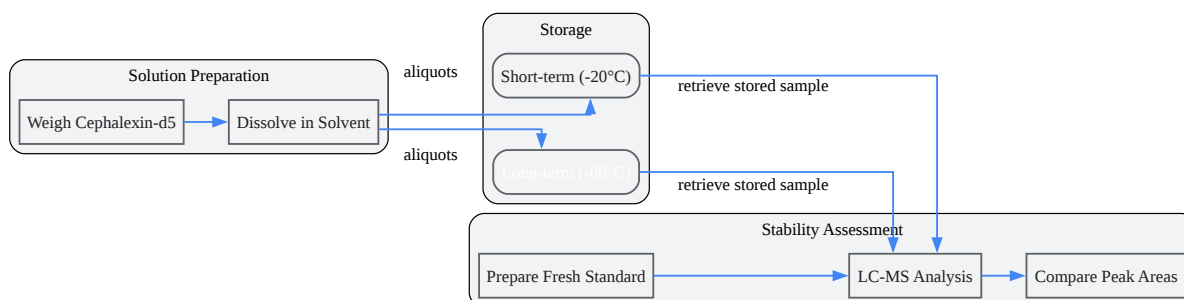 Storage
Solution Preparation
aliquots
Short-term (-20°C)
retrieve stored sample
Weigh Cephalexin-d5
Dissolve in Solvent
aliquots
Long-term (-80°C)
retrieve stored sample
Stability Assessment
Prepare Fresh Standard
LC-MS Analysis
Compare Peak Areas